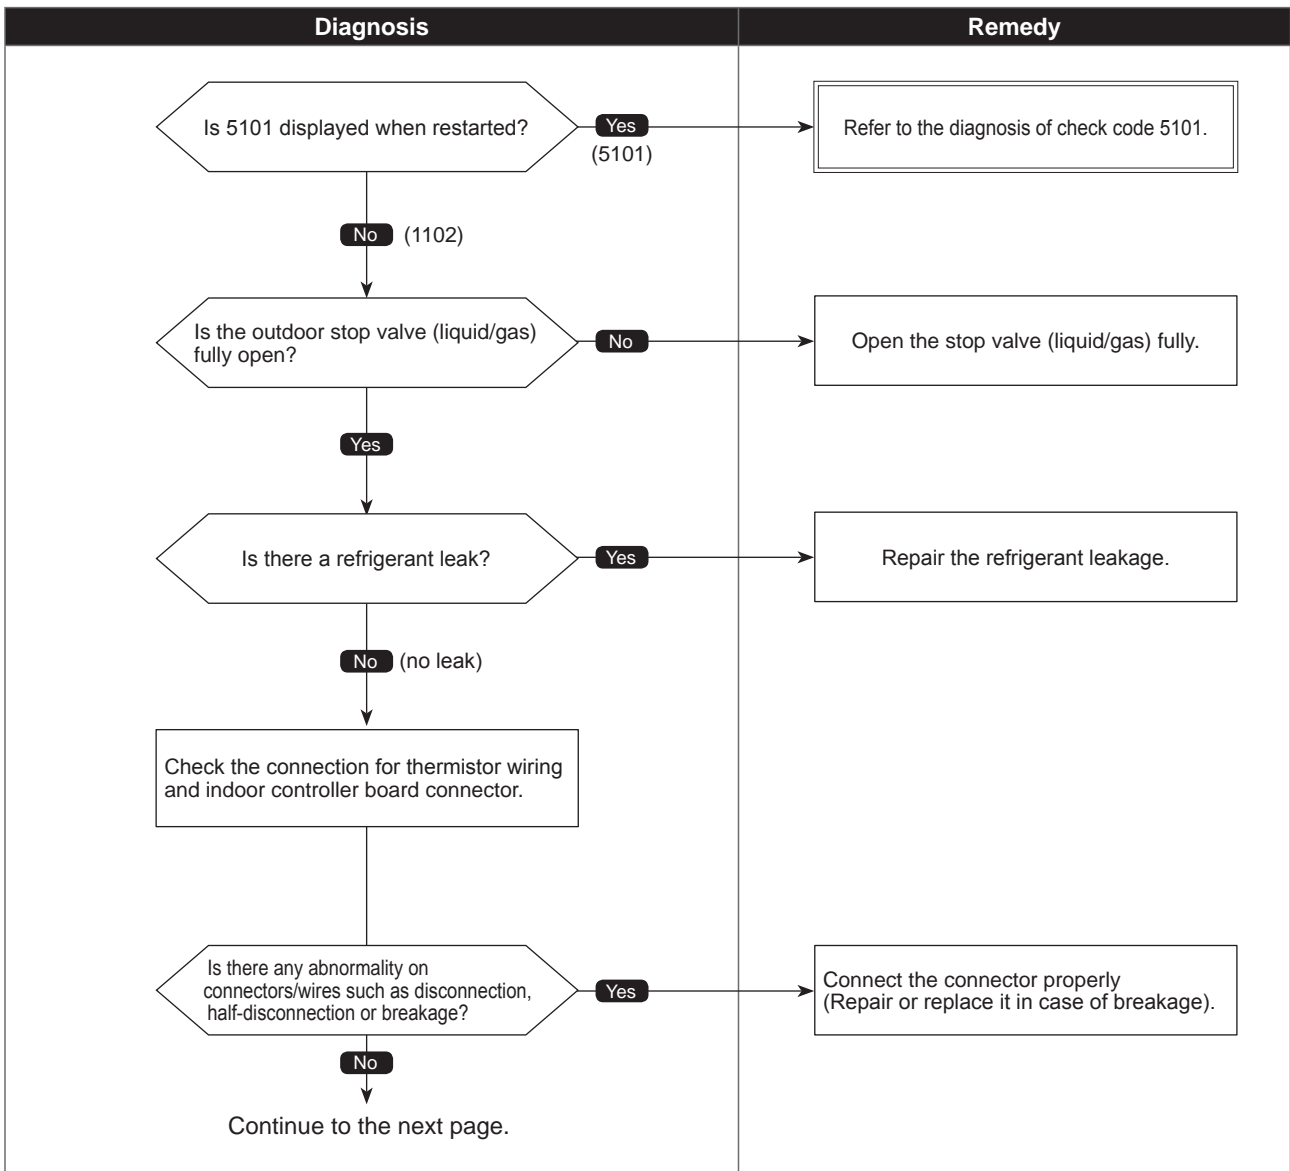 Diagnosis
Remedy
Is 5101 displayed when restarted?
Yes
(5101)
Refer to the diagnosis of check code 5101.
No (1102)
Is the outdoor stop valve (liquid/gas)
fully open?
No
Open the stop valve (liquid/gas) fully.
Yes
Is there a refrigerant leak?
Yes
Repair the refrigerant leakage.
No (no leak)
Check the connection for thermistor wiring
and indoor controller board connector.
Is there any abnormality on
connectors/wires such as disconnection,
half-disconnection or breakage?
Yes
Connect the connector properly
(Repair or replace it in case of breakage).
No
Continue to the next page.